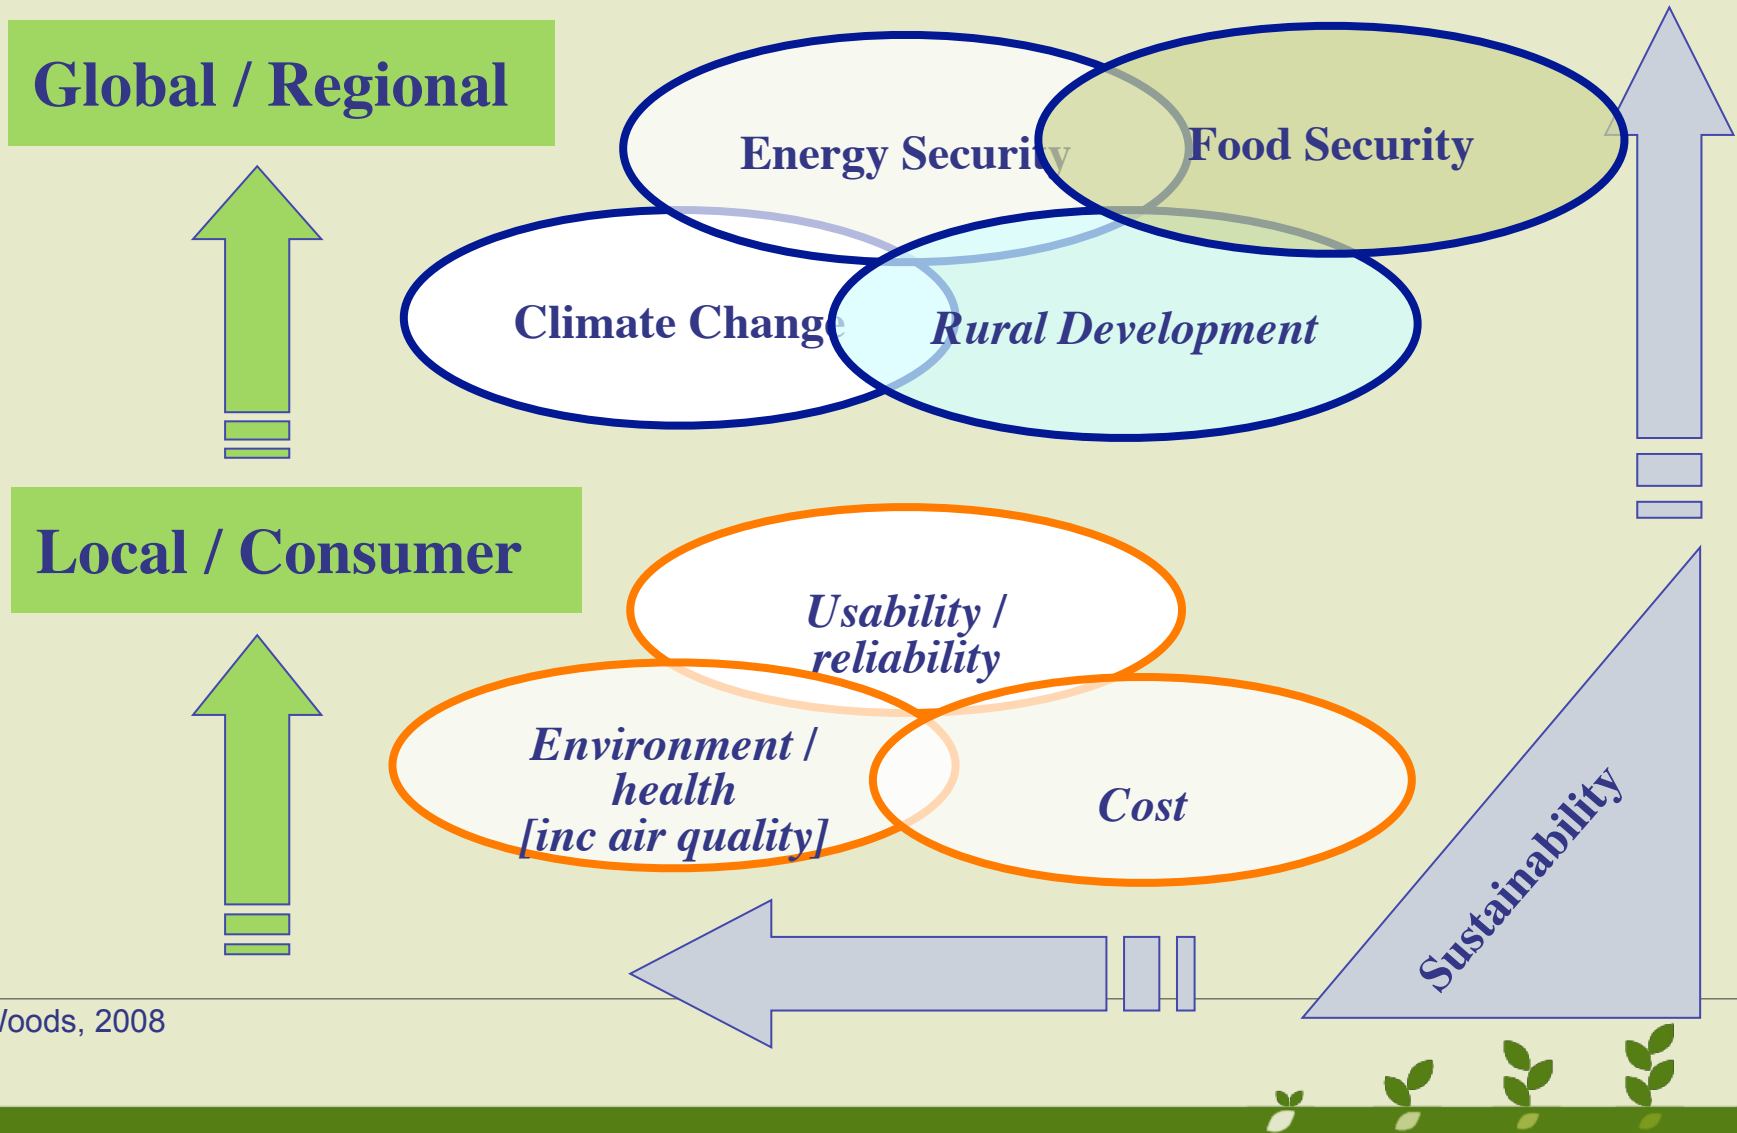 Global / Regional
Energy Security
Food Security
Climate Change
Rural Development
Local / Consumer
Usability /
reliability
Environment /
health
[inc air quality]
Cost
Sustainability
2008